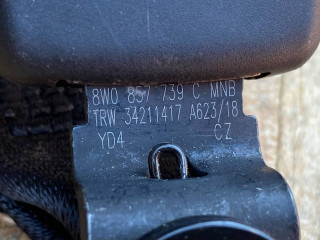 8W0 857 739 C MNB
TRW 34211417 A623/18
YD4 CZ